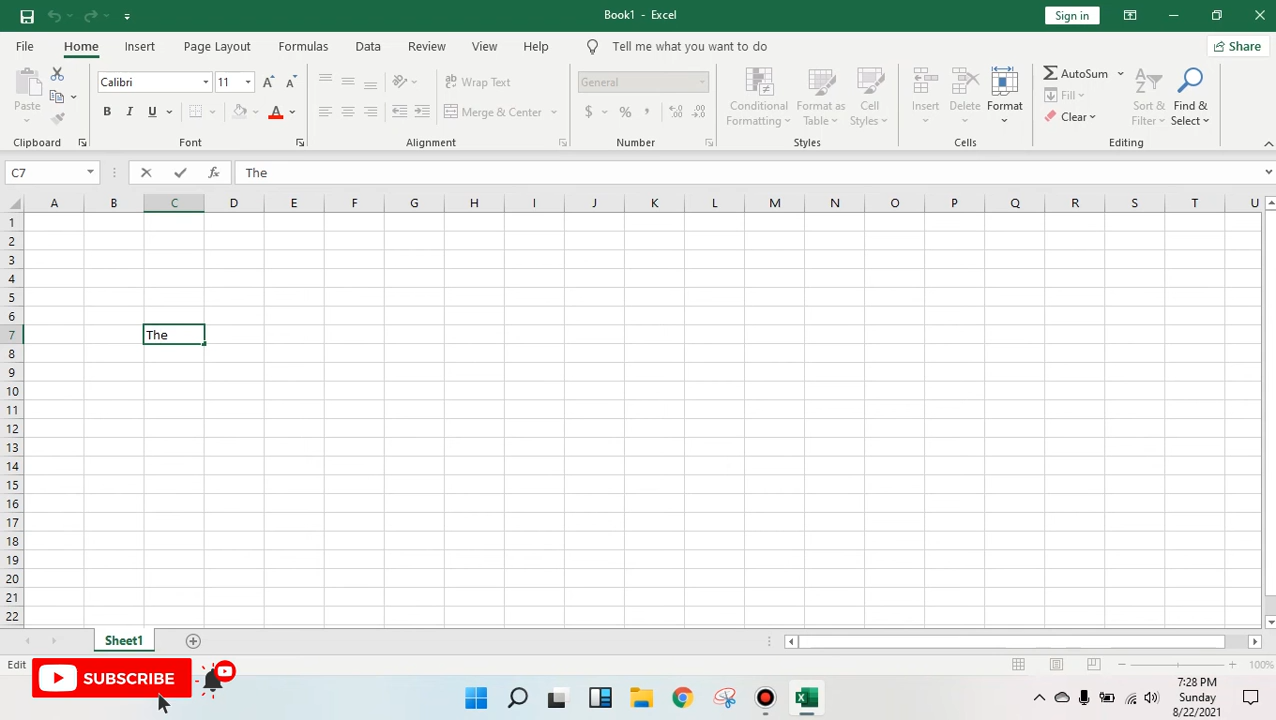 Book1 - Excel
Sign in
File Home Insert Page Layout Formulas Data Review View Help Tell me what you want to do Share
Paste
Clipboard
Calibri 11
A A
B I U A
Font
Wrap Text
Merge & Center
Alignment
General
$ % ,
Number
Conditional Formatting
Format as Table
Cell Styles
Styles
Insert
Delete
Format
Cells
AutoSum
Fill
Clear
Sort & Filter
Find & Select
Editing
C7 fx The
A B C D E F G H I J K L M N O P Q R S T U
1
2
3
4
5
6
7 The
8
9
10
11
12
13
14
15
16
17
18
19
20
21
22
Sheet1
Edit
100%
SUBSCRIBE
7:28 PM
Sunday
8/22/2021